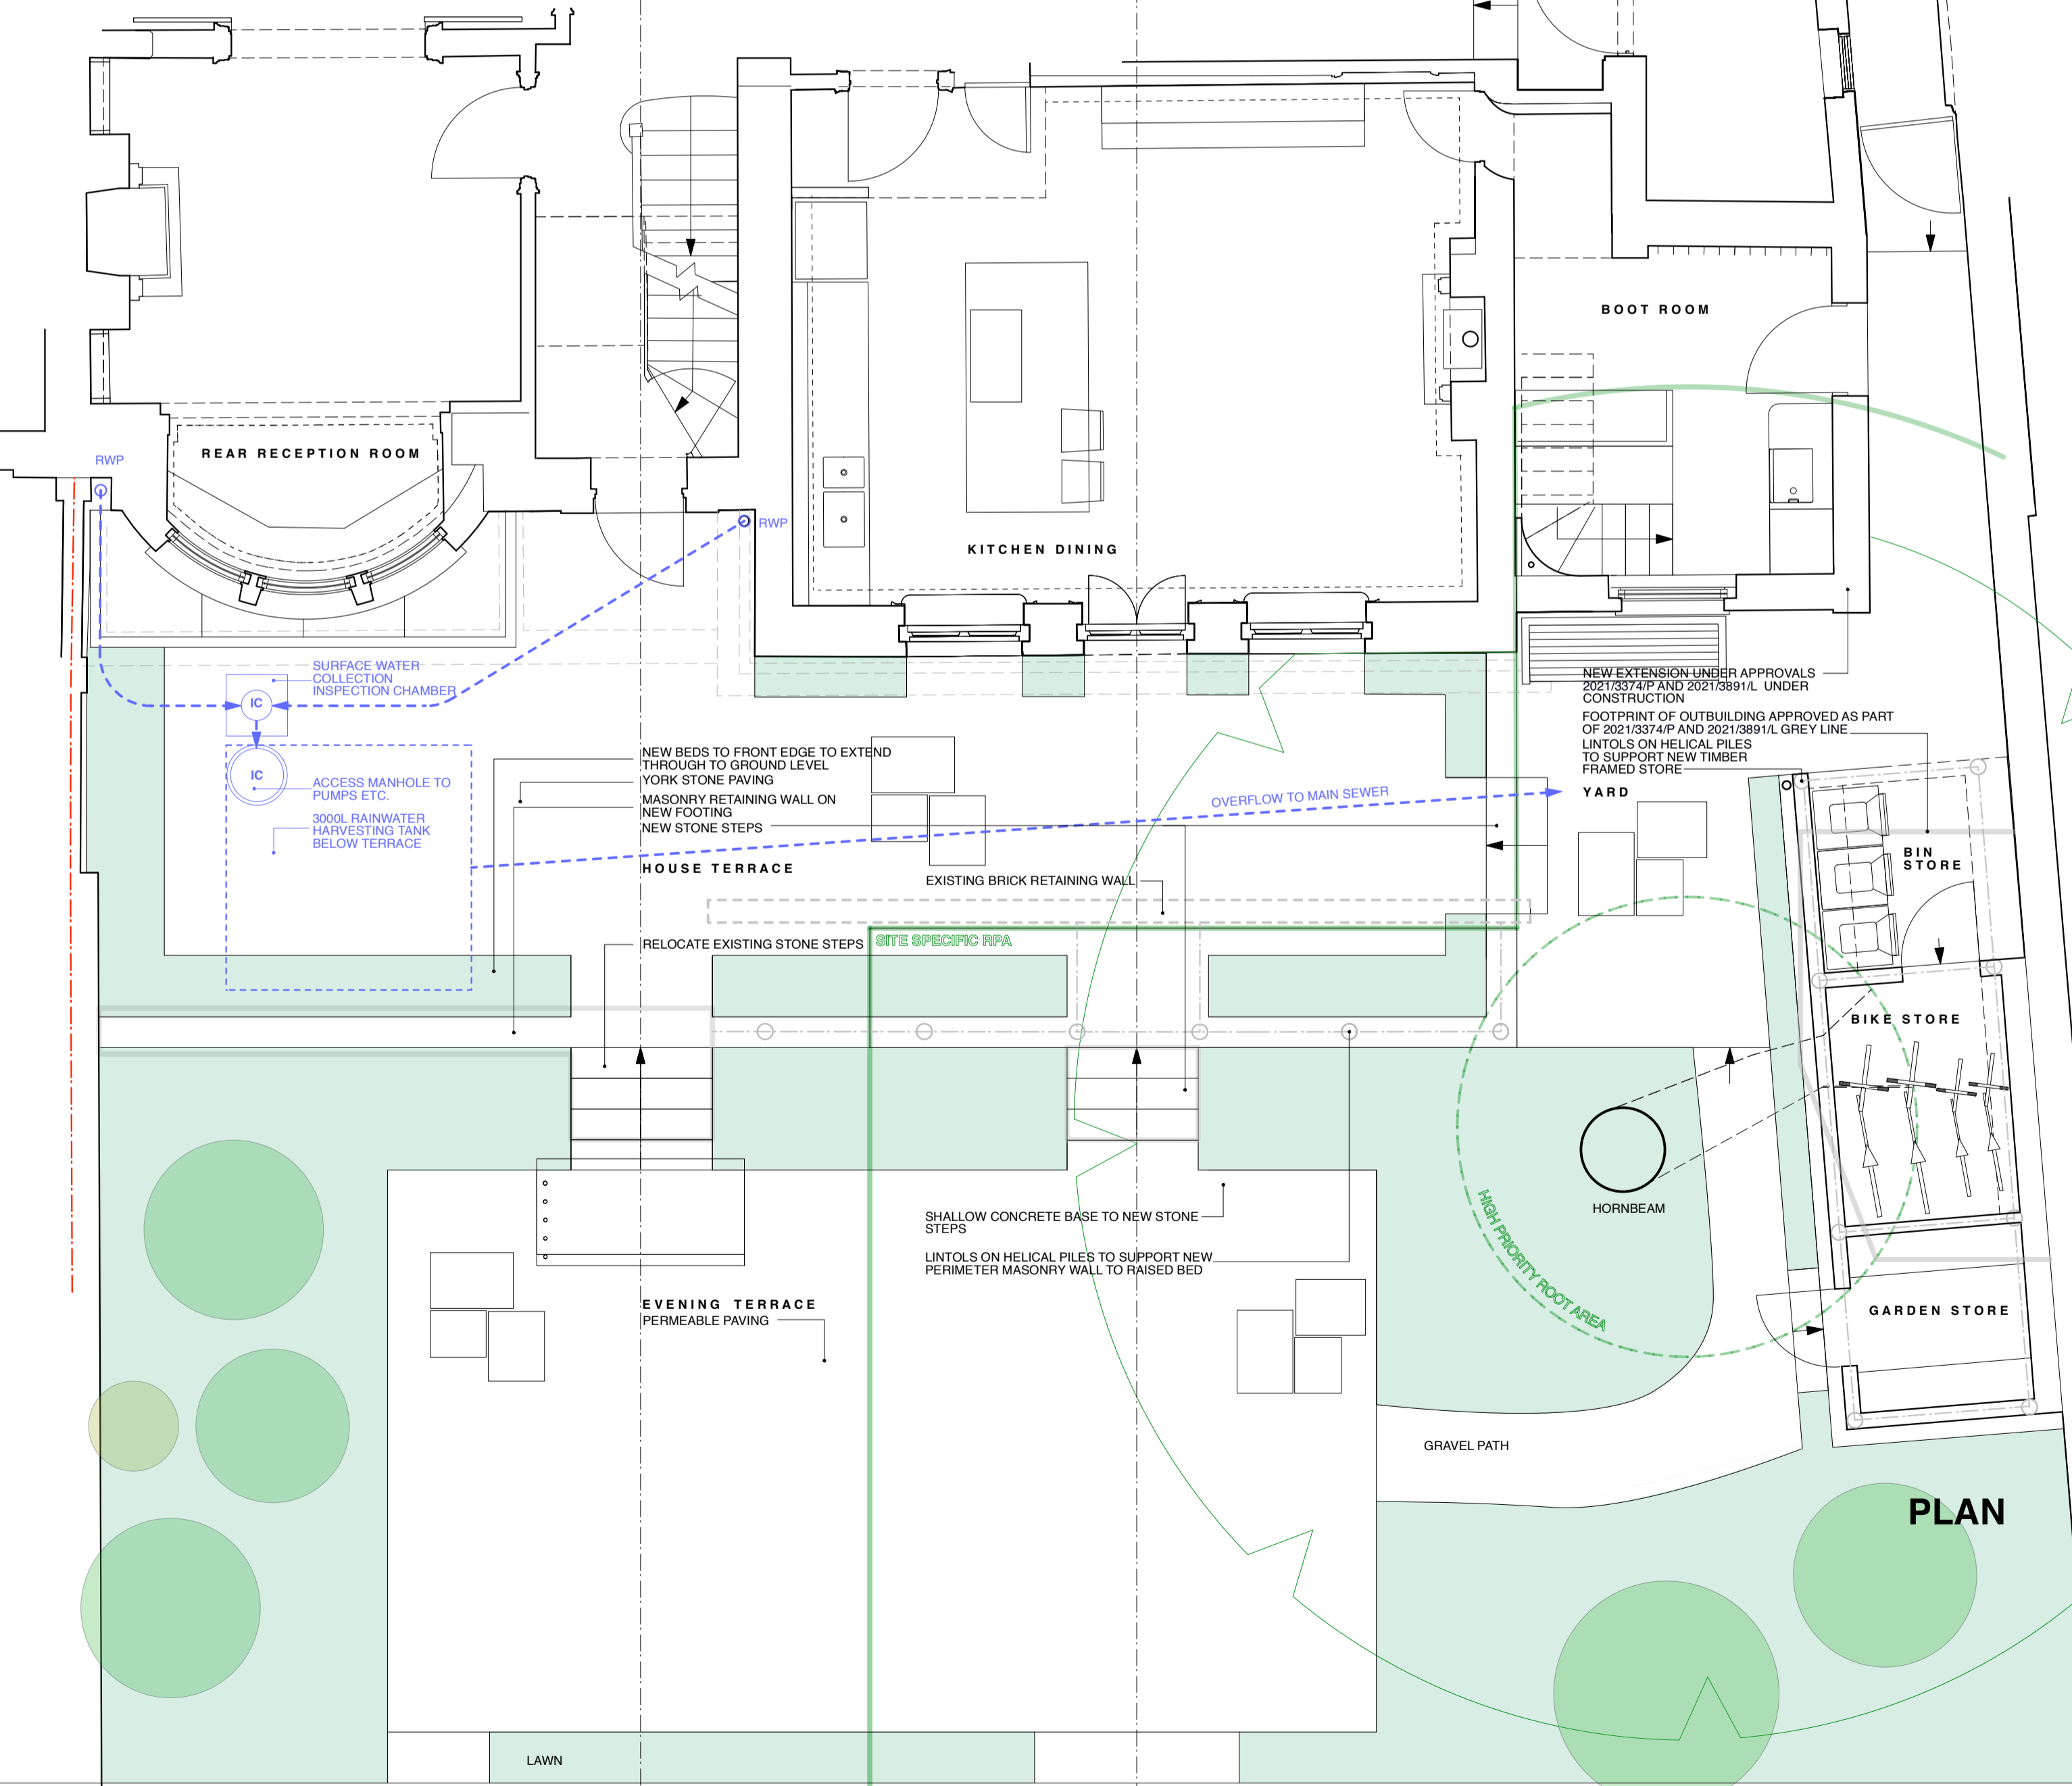 BOOT ROOM
REAR RECEPTION ROOM
RWP
RWP
KITCHEN DINING
SURFACE WATER
COLLECTION
INSPECTION CHAMBER
IC
IC
ACCESS MANHOLE TO
PUMPS ETC.
3000L RAINWATER
HARVESTING TANK
BELOW TERRACE
NEW BEDS TO FRONT EDGE TO EXTEND
THROUGH TO GROUND LEVEL
YORK STONE PAVING
MASONRY RETAINING WALL ON
NEW FOOTING
NEW STONE STEPS
HOUSE TERRACE
OVERFLOW TO MAIN SEWER
NEW EXTENSION UNDER APPROVALS
2021/3374/P AND 2021/3891/L UNDER
CONSTRUCTION
FOOTPRINT OF OUTBUILDING APPROVED AS PART
OF 2021/3374/P AND 2021/3891/L GREY LINE
LINTOLS ON HELICAL PILES
TO SUPPORT NEW TIMBER
FRAMED STORE
YARD
BIN
STORE
EXISTING BRICK RETAINING WALL
RELOCATE EXISTING STONE STEPS
SITE SPECIFIC RPA
BIKE STORE
HORNBEAM
HIGH PRIORITY ROOT AREA
SHALLOW CONCRETE BASE TO NEW STONE
STEPS
LINTOLS ON HELICAL PILES TO SUPPORT NEW
PERIMETER MASONRY WALL TO RAISED BED
EVENING TERRACE
PERMEABLE PAVING
GARDEN STORE
GRAVEL PATH
PLAN
LAWN